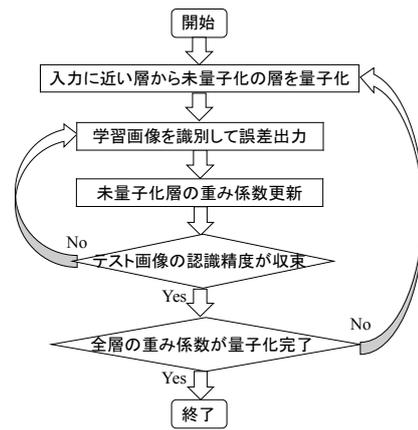 開始
入力に近い層から未量子化の層を量子化
学習画像を識別して誤差出力
未量子化層の重み係数更新
No
テスト画像の認識精度が収束
Yes
No
全層の重み係数が量子化完了
Yes
終了